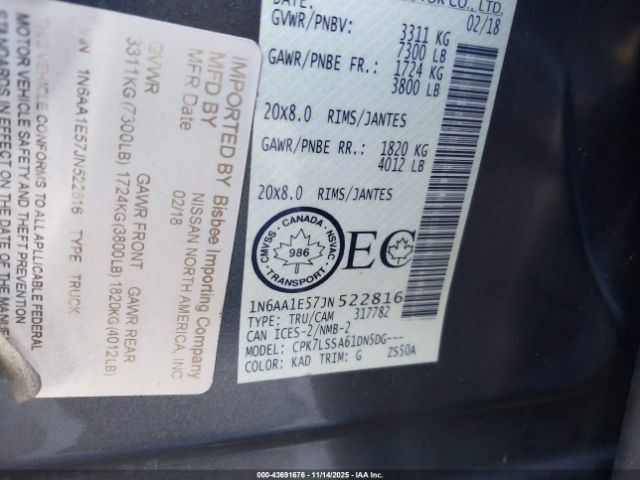 IMPORTED BY Bisbee Importing Company
MFD BY NISSAN NORTH AMERICA, INC
MFR Date 02/18
GVWR GAWR FRONT GAWR REAR
3311KG(7300LB) 1724KG(3800LB) 1820KG(4012LB)
VIN 1N6AA1E57JN522816 TYPE TRUCK
THIS VEHICLE CONFORMS TO ALL APPLICABLE FEDERAL
MOTOR VEHICLE SAFETY AND THEFT PREVENTION
STANDARDS IN EFFECT ON THE DATE OF
MANUFACTURE
MOTOR CO., LTD.
DATE: 02/18
GVWR/PNBV: 3311 KG
7300 LB
GAWR/PNBE FR.: 1724 KG
3800 LB
20X8.0 RIMS/JANTES
GAWR/PNBE RR.: 1820 KG
4012 LB
20X8.0 RIMS/JANTES
CANADA
CMVSS NSVAC
986
TRANSPORT
EC
1N6AA1E57JN522816
TYPE: TRU/CAM 317782
CAN ICES-2/NMB-2
MODEL: CPK7LSSA61DN5DG---
COLOR: KAD TRIM: G ZS50A
000-43691676 - 11/14/2025 - IAA Inc.